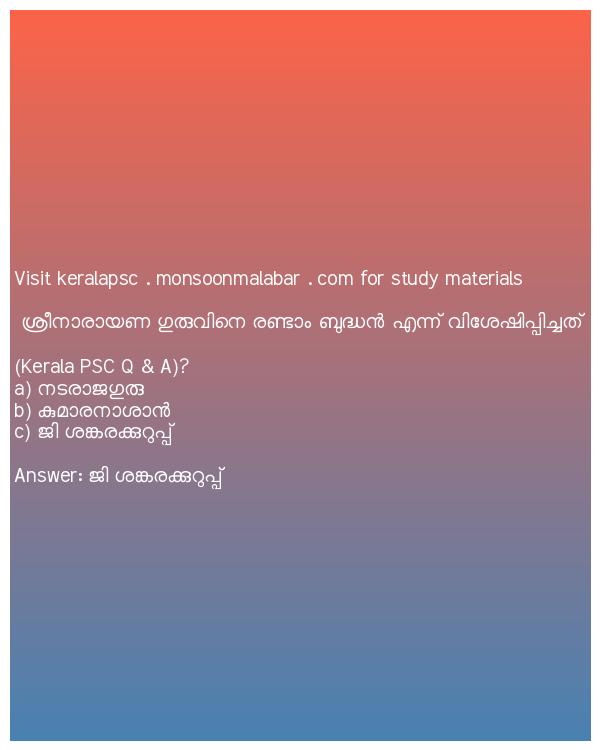 Visit keralapsc . monsoonmalabar . com for study materials
ശ്രീനാരായണ ഗുരുവിനെ രണ്ടാം ബുദ്ധൻ എന്ന് വിശേഷിപ്പിച്ചത്
(Kerala PSC Q & A)?
a) നടരാജഗുരു
b) കുമാരനാശാൻ
c) ജി ശങ്കരക്കുറുപ്പ്
Answer: ജി ശങ്കരക്കുറുപ്പ്